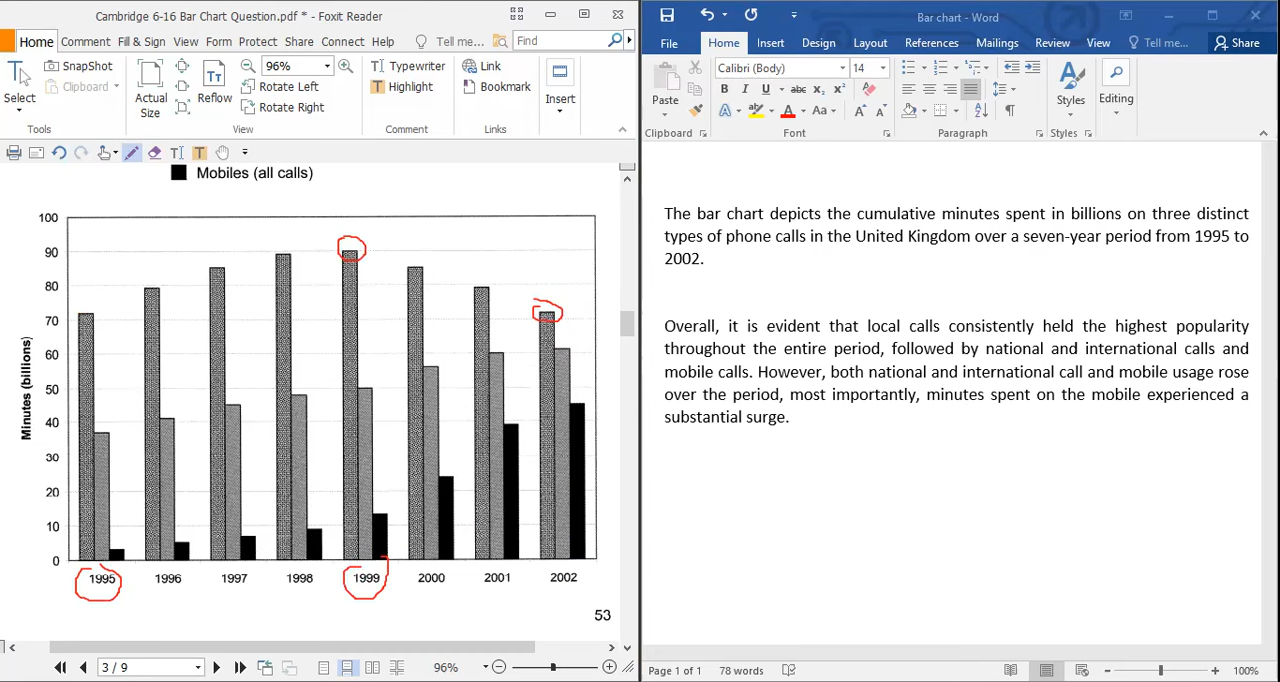 Cambridge 6-16 Bar Chart Question.pdf * - Foxit Reader
Home Comment Fill & Sign View Form Protect Share Connect Help Tell me... Find
SnapShot
Clipboard
Select
Tools
Actual Size
Reflow
96%
Rotate Left
Rotate Right
View
Typewriter
Highlight
Comment
Link
Bookmark
Links
Insert
Mobiles (all calls)
Minutes (billions)
100
90
80
70
60
50
40
30
20
10
0
1995 1996 1997 1998 1999 2000 2001 2002
53
3 / 9
96%
Bar chart - Word
File Home Insert Design Layout References Mailings Review View Tell me... Share
Paste
Clipboard
Calibri (Body) 14
B I U abc x₂ x²
A A Aa A A
Font
Paragraph
Styles
Styles
Editing
The bar chart depicts the cumulative minutes spent in billions on three distinct
types of phone calls in the United Kingdom over a seven-year period from 1995 to
2002.
Overall, it is evident that local calls consistently held the highest popularity
throughout the entire period, followed by national and international calls and
mobile calls. However, both national and international call and mobile usage rose
over the period, most importantly, minutes spent on the mobile experienced a
substantial surge.
Page 1 of 1 78 words
100%